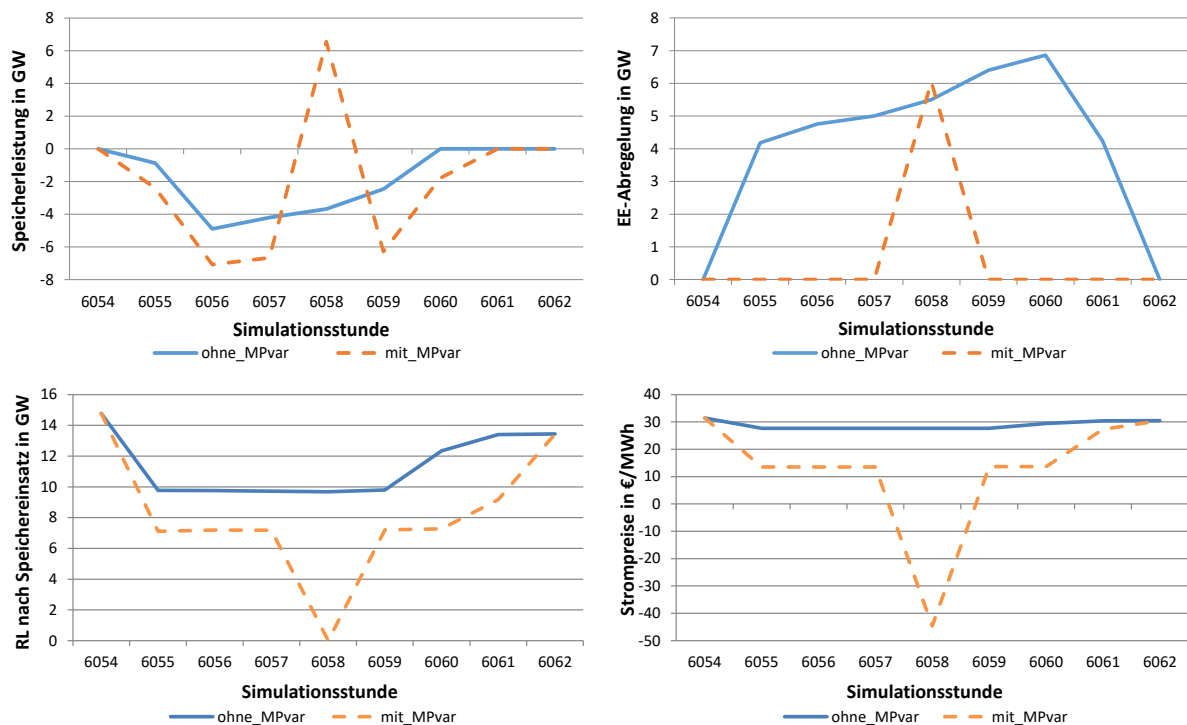 Speicherleistung in GW
8
6
4
2
0
-2
-4
-6
-8
6054 6055 6056 6057 6058 6059 6060 6061 6062
Simulationsstunde
ohne_MPvar mit_MPvar
EE-Abregelung in GW
8
7
6
5
4
3
2
1
0
6054 6055 6056 6057 6058 6059 6060 6061 6062
Simulationsstunde
ohne_MPvar mit_MPvar
RL nach Speichereinsatz in GW
16
14
12
10
8
6
4
2
0
6054 6055 6056 6057 6058 6059 6060 6061 6062
Simulationsstunde
ohne_MPvar mit_MPvar
Strompreise in €/MWh
40
30
20
10
0
-10
-20
-30
-40
-50
6054 6055 6056 6057 6058 6059 6060 6061 6062
Simulationsstunde
ohne_MPvar mit_MPvar